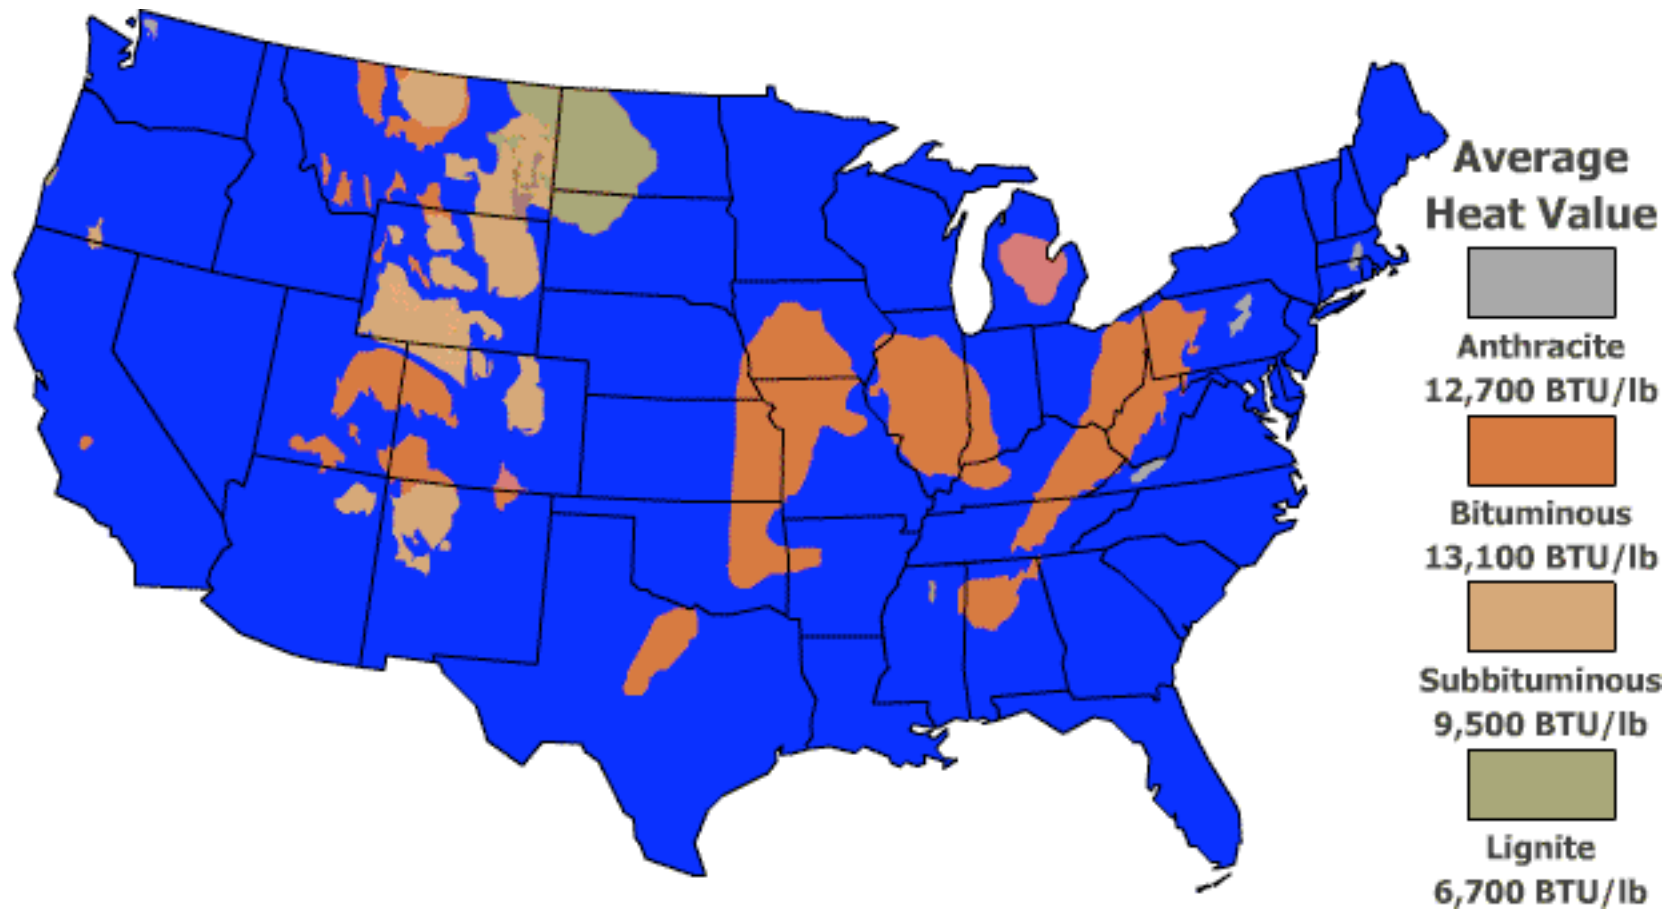 Average
Heat Value
Anthracite
12,700 BTU/lb
Bituminous
13,100 BTU/lb
Subbituminous
9,500 BTU/lb
Lignite
6,700 BTU/lb